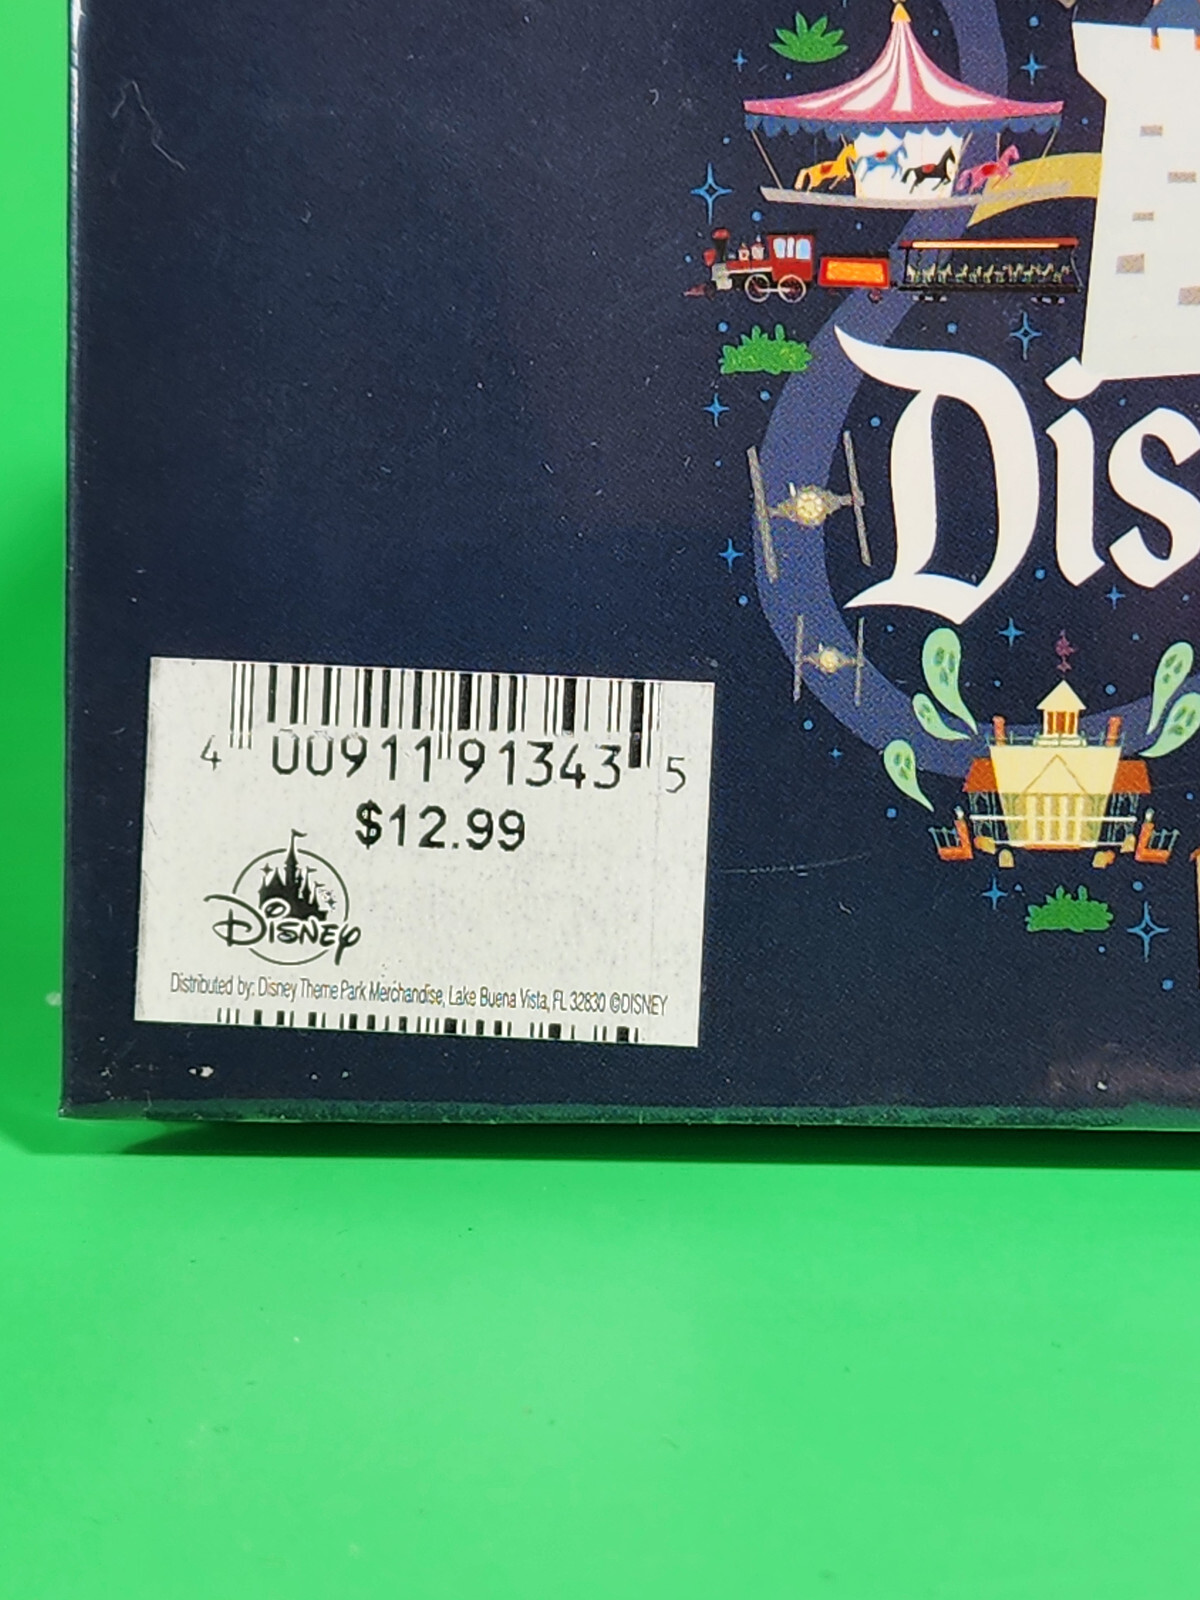 Dis
4 00911 91343 5
$12.99
Disney
Distributed by: Disney Theme Park Merchandise, Lake Buena Vista, FL 32830 ©DISNEY